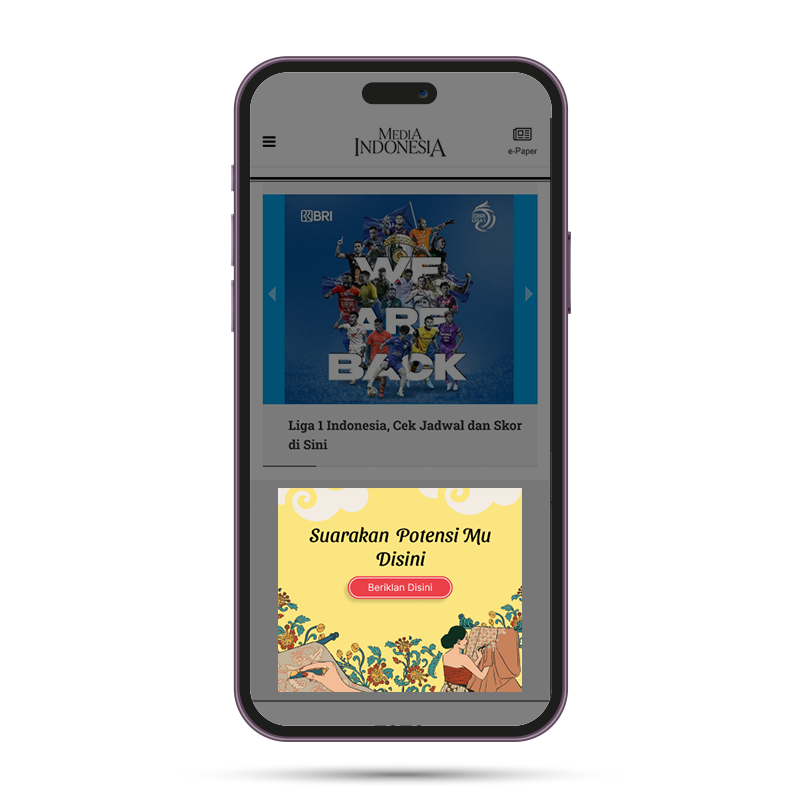 MEDIA
INDONESIA
e-Paper
BRI
WE
ARE
BACK
Liga 1 Indonesia, Cek Jadwal dan Skor
di Sini
Suarakan Potensi Mu
Disini
Beriklan Disini